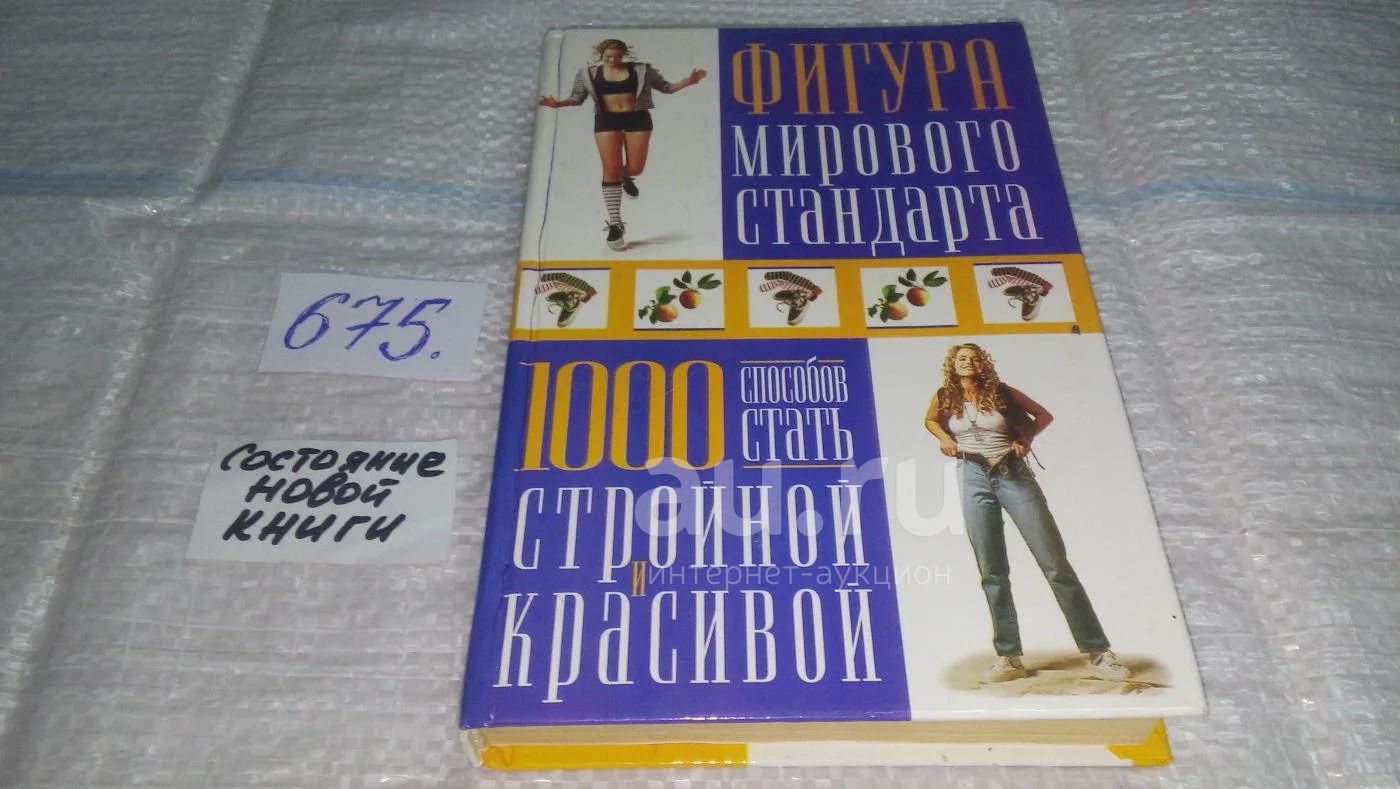 ФИГУРА
МИРОВОГО
СТАНДАРТА
1000
СПОСОБОВ
СТАТЬ
СТРОЙНОЙ
И
КРАСИВОЙ
675.
Состояние
новой
книги
au.ru
интернет-аукцион